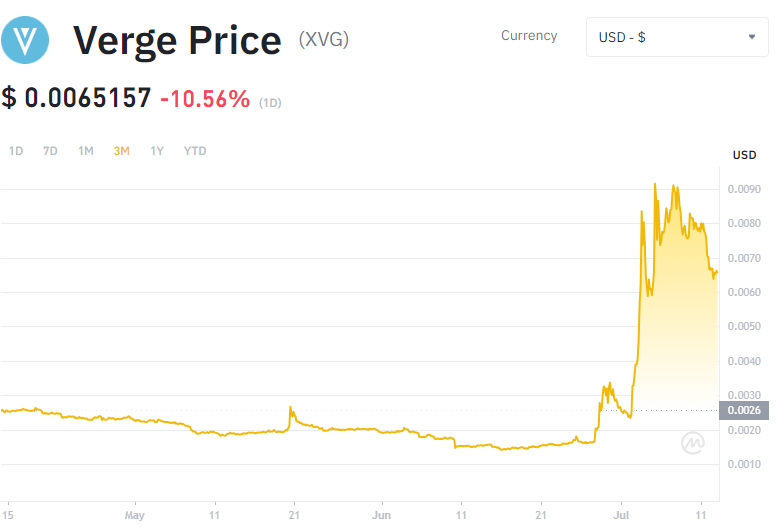 Verge Price (XVG)
Currency
USD - $
$ 0.0065157 -10.56% (1D)
1D 7D 1M 3M 1Y YTD
USD
0.0090
0.0080
0.0070
0.0060
0.0050
0.0040
0.0030
0.0026
0.0020
0.0010
15 May 11 21 Jun 11 21 Jul 11